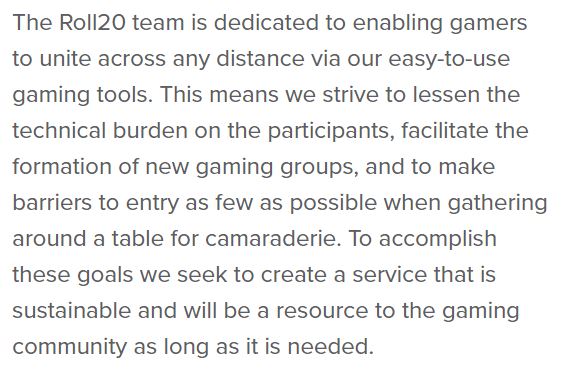 The Roll20 team is dedicated to enabling gamers
to unite across any distance via our easy-to-use
gaming tools. This means we strive to lessen the
technical burden on the participants, facilitate the
formation of new gaming groups, and to make
barriers to entry as few as possible when gathering
around a table for camaraderie. To accomplish
these goals we seek to create a service that is
sustainable and will be a resource to the gaming
community as long as it is needed.